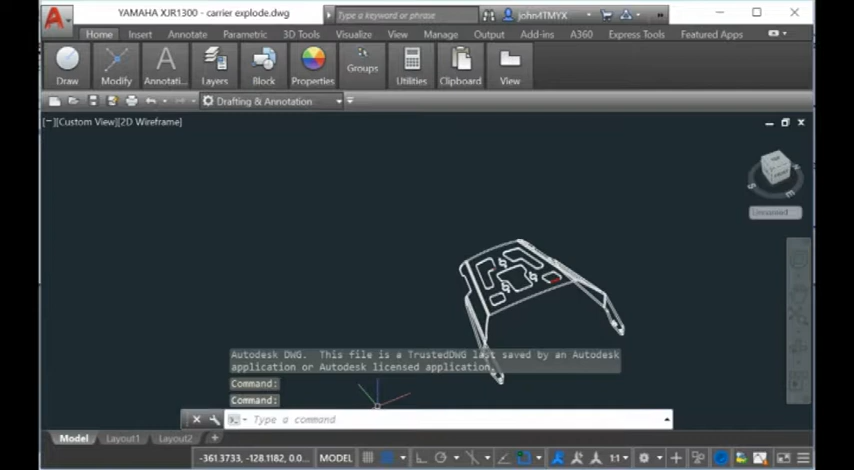 YAMAHA XJR1300 - carrier explode.dwg
Type a keyword or phrase
john4TMYX
Home Insert Annotate Parametric 3D Tools Visualize View Manage Output Add-ins A360 Express Tools Featured Apps
Draw Modify Annotati... Layers Block Properties Groups Utilities Clipboard View
Drafting & Annotation
[−][Custom View][2D Wireframe]
TOP
FRONT
S E
Unnamed
Autodesk DWG.  This file is a TrustedDWG last saved by an Autodesk
application or Autodesk licensed application.
Command:
Command:
Type a command
Model Layout1 Layout2 +
-361.3733, -128.1182, 0.0... MODEL 1:1